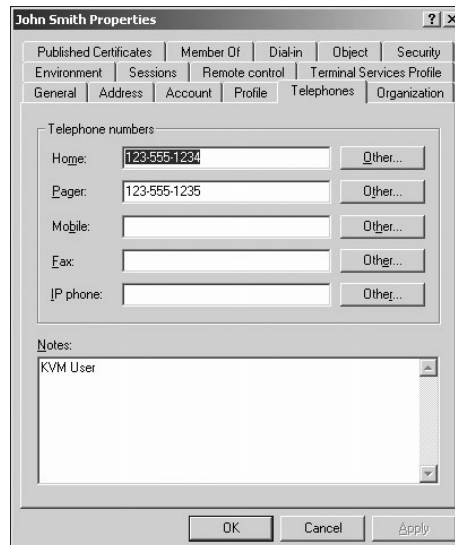 John Smith Properties ? x
Published Certificates Member Of Dial-in Object Security
Environment Sessions Remote control Terminal Services Profile
General Address Account Profile Telephones Organization
Telephone numbers
Home: 123-555-1234 Other...
Pager: 123-555-1235 Other...
Mobile: Other...
Fax: Other...
IP phone: Other...
Notes:
KVM User
OK Cancel Apply